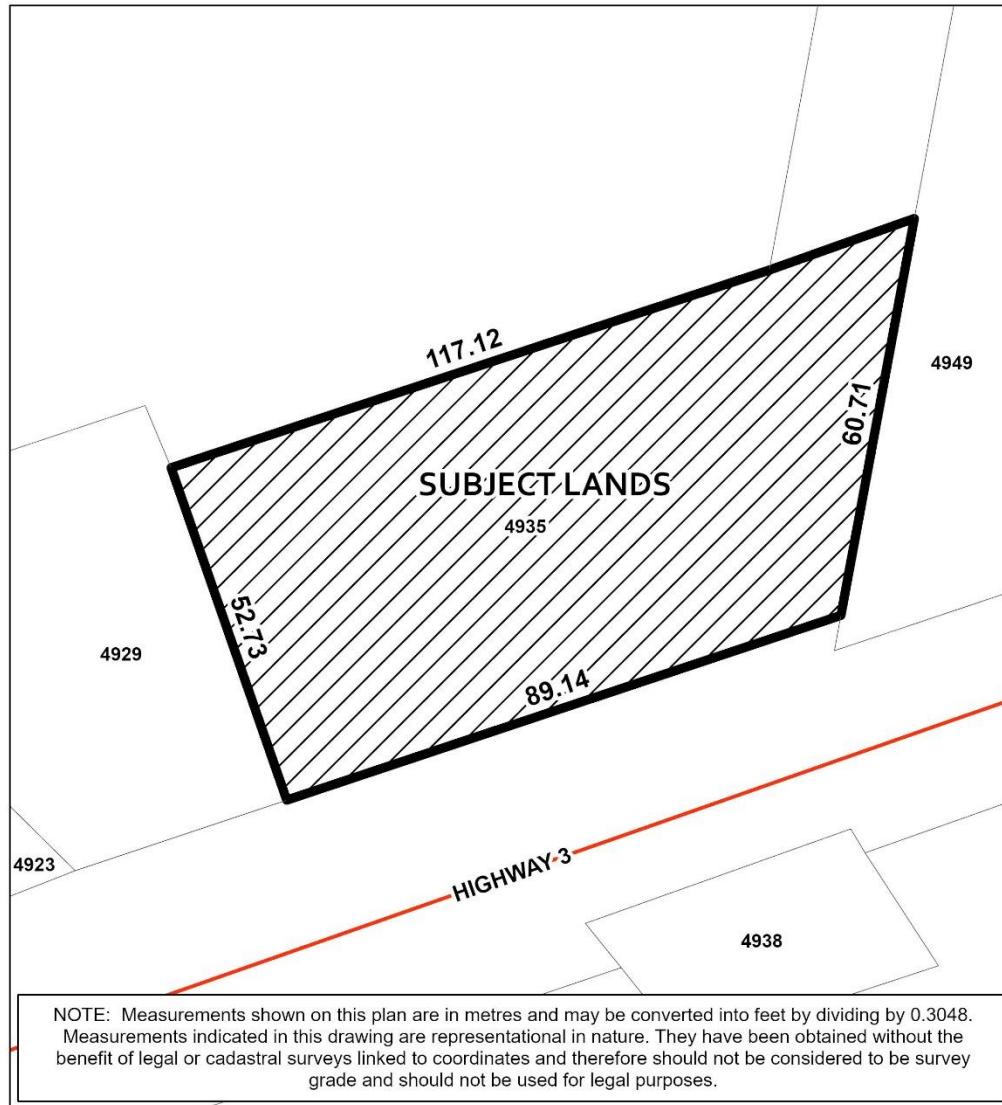 117.12
4949
60.71
SUBJECT LANDS
4935
52.73
4929
89.14
4923
HIGHWAY 3
4938
NOTE: Measurements shown on this plan are in metres and may be converted into feet by dividing by 0.3048.
Measurements indicated in this drawing are representational in nature. They have been obtained without the
benefit of legal or cadastral surveys linked to coordinates and therefore should not be considered to be survey
grade and should not be used for legal purposes.